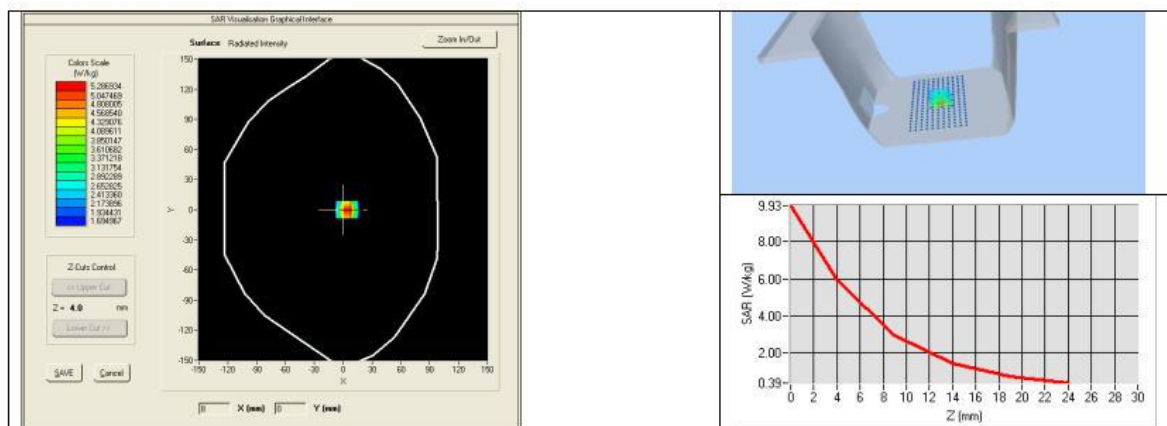 SAR Visualisation Graphical Interface
Surface Radiated Intensity
Zoom In/Out
Colors Scale
(W/kg)
5.286934
5.047469
4.808005
4.568540
4.329076
4.089611
3.850147
3.610682
3.371218
3.131754
2.892289
2.652825
2.413360
2.173896
1.934431
1.694967
Z-Cuts Control
<< Upper Cut
Z = 4.0 mm
Lower Cut >>
SAVE Cancel
150
120
90
60
30
0
-30
-60
-90
-120
-150
Y
-150 -120 -90 -60 -30 0 30 60 90 120 150
X
8 X (mm) 0 Y (mm)
9.93
8.00
6.00
4.00
2.00
0.39
SAR (W/kg)
0 2 4 6 8 10 12 14 16 18 20 22 24 26 28 30
Z (mm)